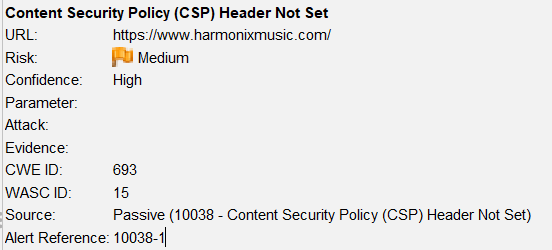 Content Security Policy (CSP) Header Not Set
URL: https://www.harmonixmusic.com/
Risk: Medium
Confidence: High
Parameter:
Attack:
Evidence:
CWE ID: 693
WASC ID: 15
Source: Passive (10038 - Content Security Policy (CSP) Header Not Set)
Alert Reference: 10038-1